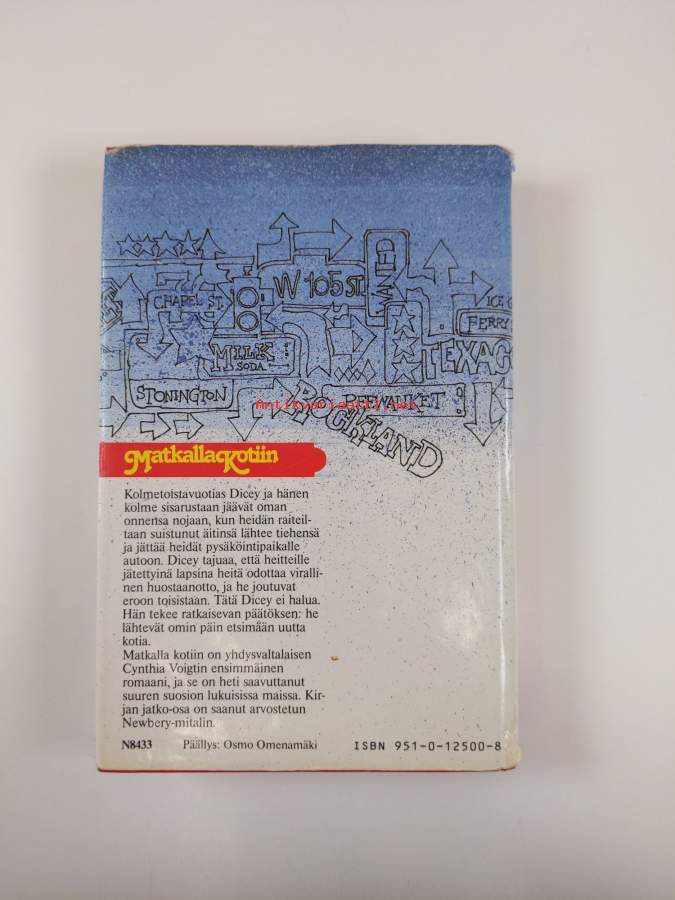 W 105 ST.
WANTED
CHAPEL ST.
ICE
FERRY
MILK
SODA
TEXACO
STONINGTON
PAWTUCKET
Antikvariaatti.net
ROCKLAND
Matkalla kotiin
Kolmetoistavuotias Dicey ja hänen
kolme sisarustaan jäävät oman
onnensa nojaan, kun heidän raiteil-
taan suistunut äitinsä lähtee tiehensä
ja jättää heidät pysäköintipaikalle
autoon. Dicey tajuaa, että heitteille
jätettyinä lapsina heitä odottaa viralli-
nen huostaanotto, ja he joutuvat
eroon toisistaan. Tätä Dicey ei halua.
Hän tekee ratkaisevan päätöksen: he
lähtevät omin päin etsimään uutta
kotia.
Matkalla kotiin on yhdysvaltalaisen
Cynthia Voigtin ensimmäinen
romaani, ja se on heti saavuttanut
suuren suosion lukuisissa maissa. Kir-
jan jatko-osa on saanut arvostetun
Newbery-mitalin.
N8433 Päällys: Osmo Omenamäki ISBN 951-0-12500-8